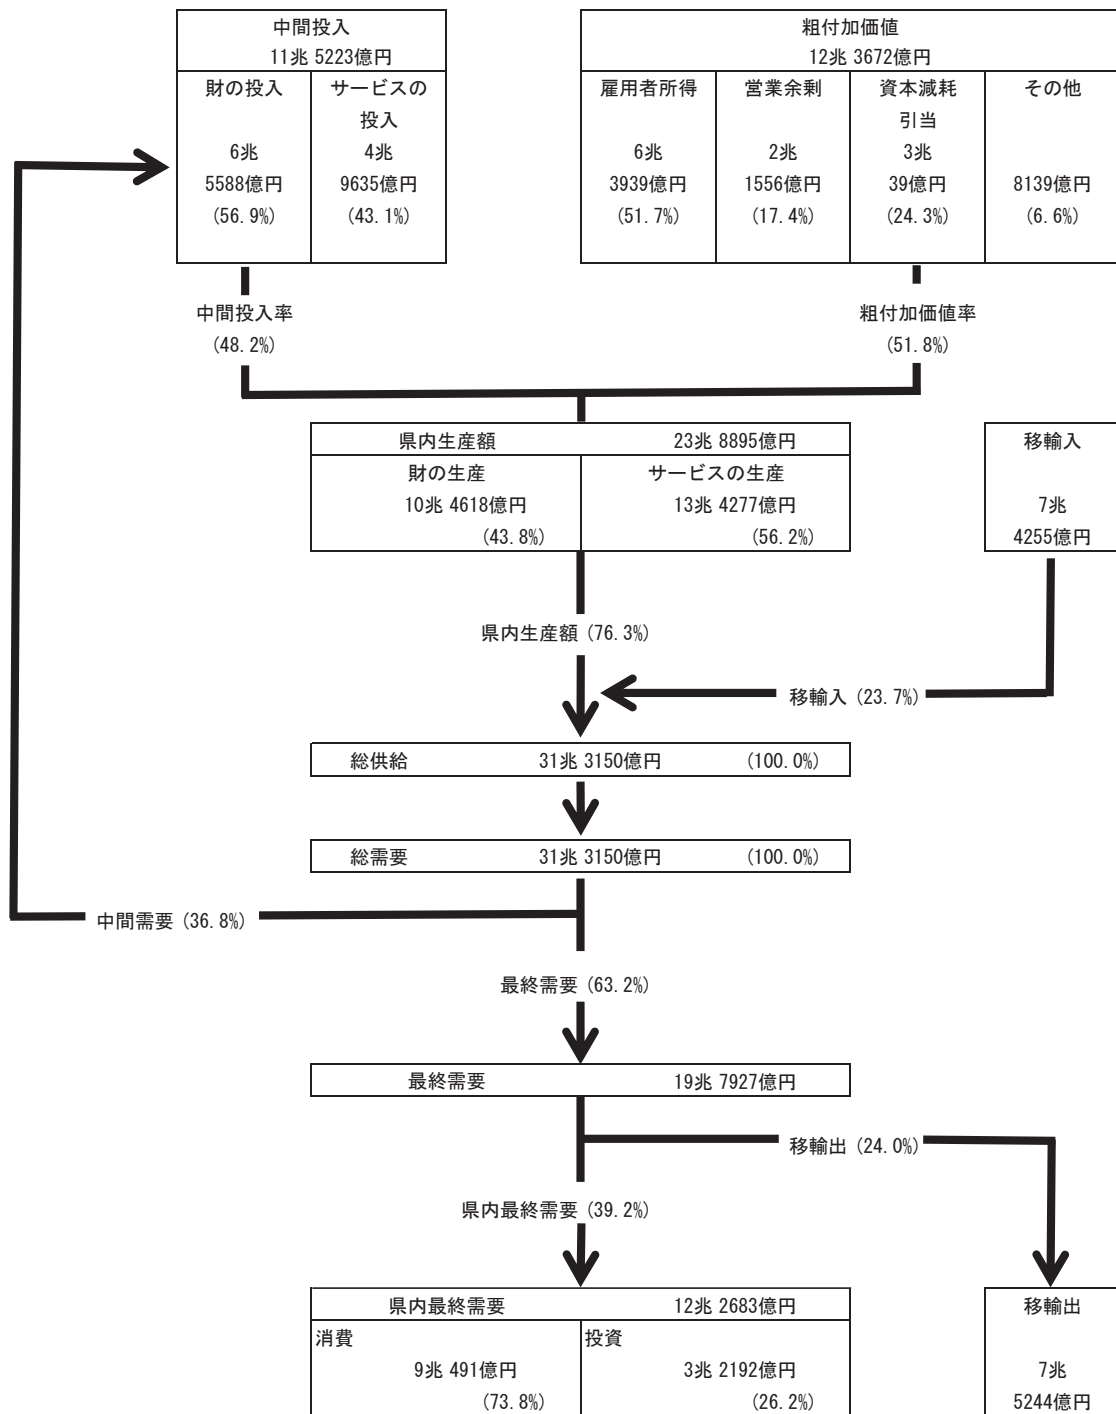 中間投入
11兆 5223億円
財の投入
6兆
5588億円
(56.9%)
サービスの
投入
4兆
9635億円
(43.1%)
粗付加価値
12兆 3672億円
雇用者所得
6兆
3939億円
(51.7%)
営業余剰
2兆
1556億円
(17.4%)
資本減耗
引当
3兆
39億円
(24.3%)
その他
8139億円
(6.6%)
中間投入率
(48.2%)
粗付加価値率
(51.8%)
県内生産額 23兆 8895億円
財の生産
10兆 4618億円
(43.8%)
サービスの生産
13兆 4277億円
(56.2%)
移輸入
7兆
4255億円
県内生産額 (76.3%)
移輸入 (23.7%)
総供給 31兆 3150億円 (100.0%)
総需要 31兆 3150億円 (100.0%)
中間需要 (36.8%)
最終需要 (63.2%)
最終需要 19兆 7927億円
移輸出 (24.0%)
県内最終需要 (39.2%)
県内最終需要 12兆 2683億円
消費
9兆 491億円
(73.8%)
投資
3兆 2192億円
(26.2%)
移輸出
7兆
5244億円